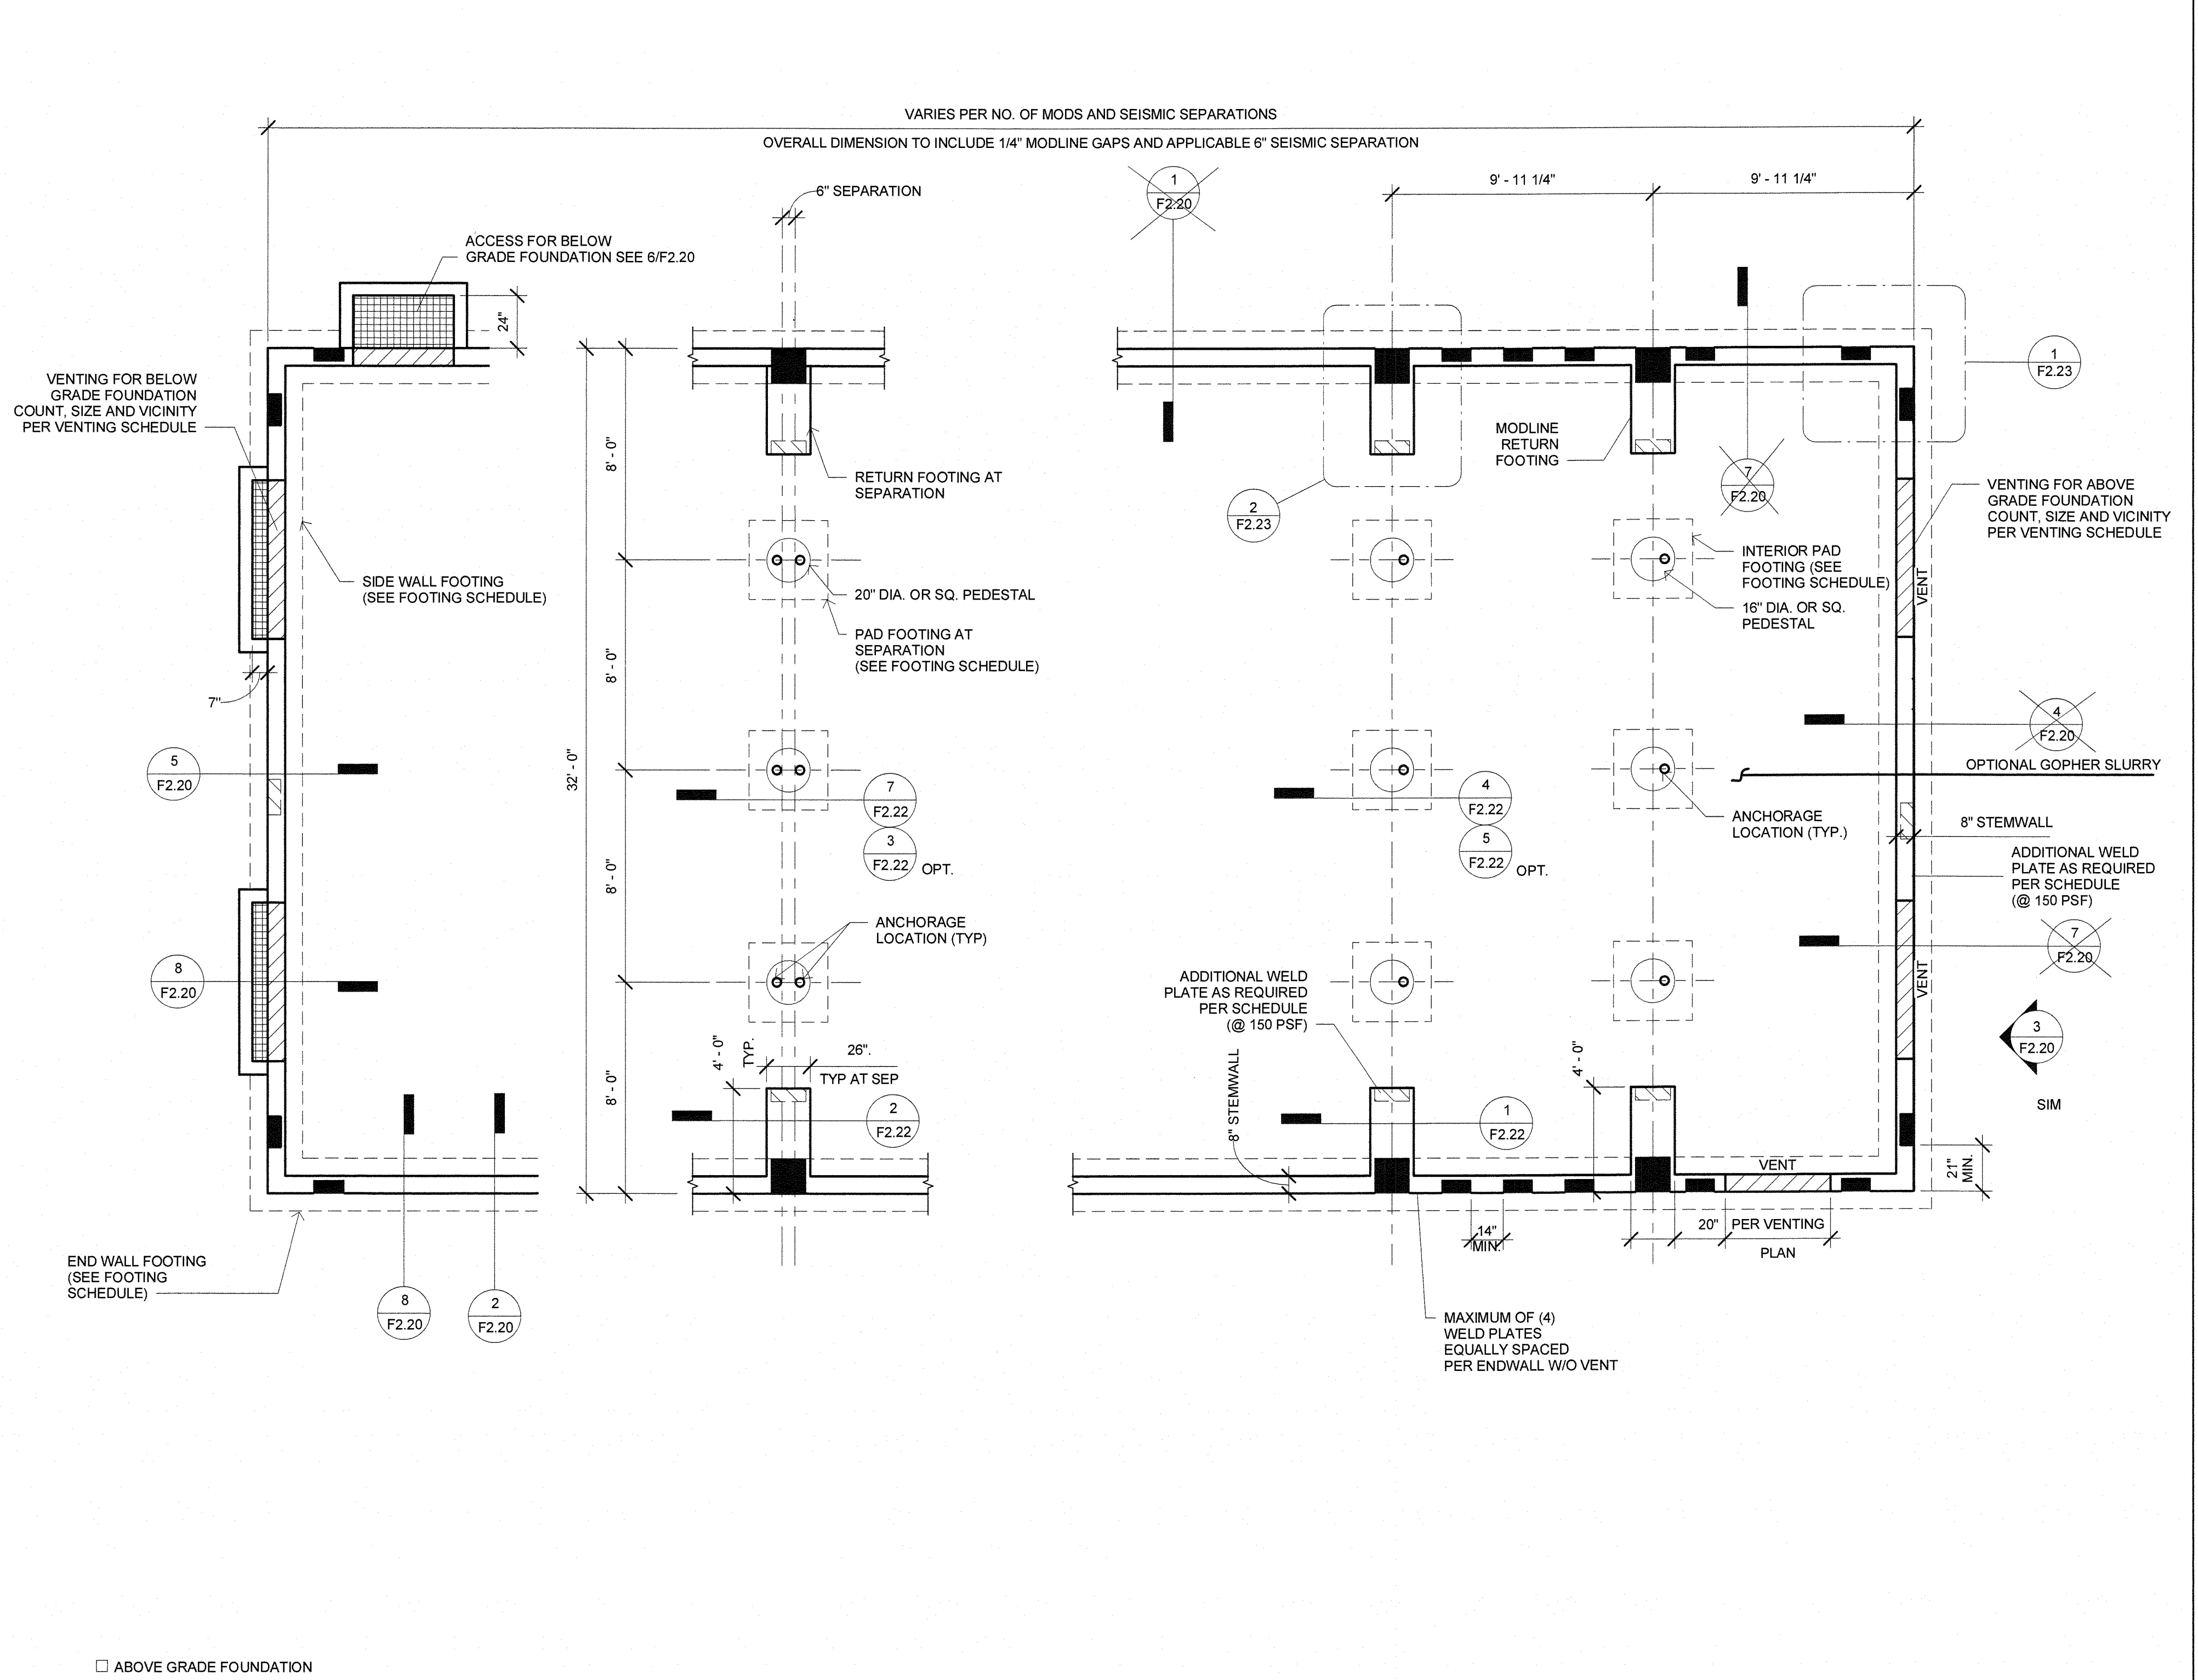 VARIES PER NO. OF MODS AND SEISMIC SEPARATIONS
OVERALL DIMENSION TO INCLUDE 1/4" MODLINE GAPS AND APPLICABLE 6" SEISMIC SEPARATION
6" SEPARATION
1
F2.20
9' - 11 1/4"
9' - 11 1/4"
ACCESS FOR BELOW
GRADE FOUNDATION SEE 6/F2.20
24"
1
F2.23
VENTING FOR BELOW
GRADE FOUNDATION
COUNT, SIZE AND VICINITY
PER VENTING SCHEDULE
8' - 0"
RETURN FOOTING AT
SEPARATION
MODLINE
RETURN
FOOTING
7
F2.20
2
F2.23
VENTING FOR ABOVE
GRADE FOUNDATION
COUNT, SIZE AND VICINITY
PER VENTING SCHEDULE
SIDE WALL FOOTING
(SEE FOOTING SCHEDULE)
20" DIA. OR SQ. PEDESTAL
PAD FOOTING AT
SEPARATION
(SEE FOOTING SCHEDULE)
INTERIOR PAD
FOOTING (SEE
FOOTING SCHEDULE)
16" DIA. OR SQ.
PEDESTAL
VENT
8' - 0"
7"
5
F2.20
32' - 0"
7
F2.22
3
F2.22
OPT.
4
F2.22
5
F2.22
OPT.
4
F2.20
OPTIONAL GOPHER SLURRY
ANCHORAGE
LOCATION (TYP.)
8" STEMWALL
ADDITIONAL WELD
PLATE AS REQUIRED
PER SCHEDULE
(@ 150 PSF)
8' - 0"
ANCHORAGE
LOCATION (TYP)
7
F2.20
8
F2.20
ADDITIONAL WELD
PLATE AS REQUIRED
PER SCHEDULE
(@ 150 PSF)
VENT
3
F2.20
SIM
4' - 0"
TYP.
26".
TYP AT SEP
8' - 0"
2
F2.22
8" STEMWALL
1
F2.22
4' - 0"
VENT
21"
MIN.
14"
MIN.
20"
PER VENTING
PLAN
END WALL FOOTING
(SEE FOOTING
SCHEDULE)
8
F2.20
2
F2.20
MAXIMUM OF (4)
WELD PLATES
EQUALLY SPACED
PER ENDWALL W/O VENT
ABOVE GRADE FOUNDATION